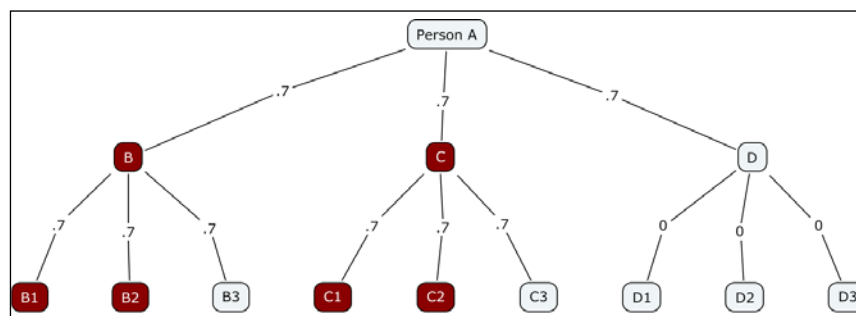 Person A
.7 .7 .7
B C D
.7 .7 .7 .7 .7 .7 0 0 0
B1 B2 B3 C1 C2 C3 D1 D2 D3